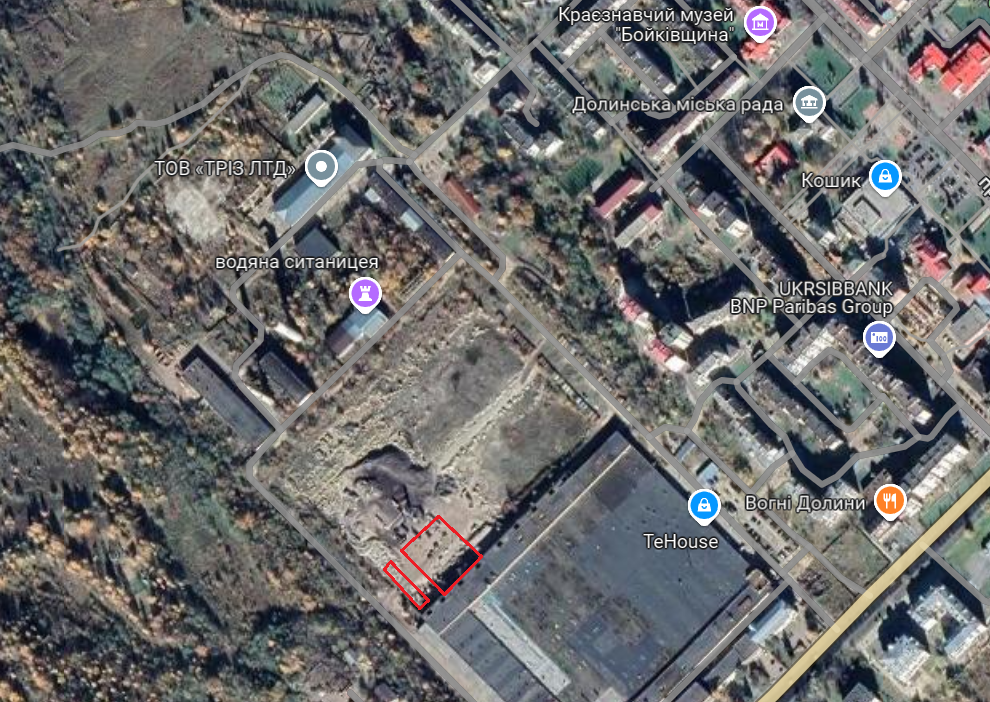 Краєзнавчий музей
"Бойківщина"
Долинська міська рада
ТОВ «ТРІЗ ЛТД»
Кошик
водяна ситаницея
UKRSIBBANK
BNP Paribas Group
Вогні Долини
TeHouse